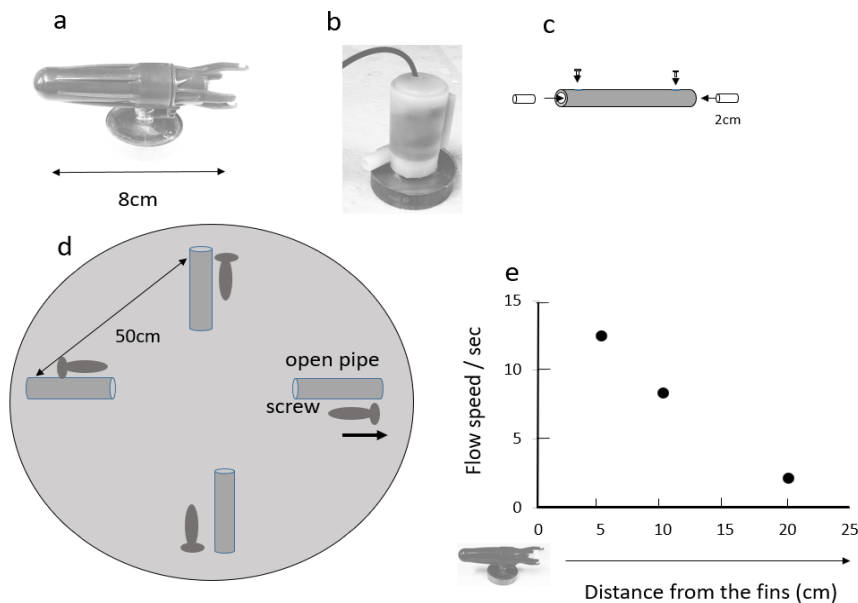 a
8cm
b
c
2cm
d
50cm
open pipe
screw
e
Flow speed / sec
15
10
5
0
0 5 10 15 20 25
Distance from the fins (cm)